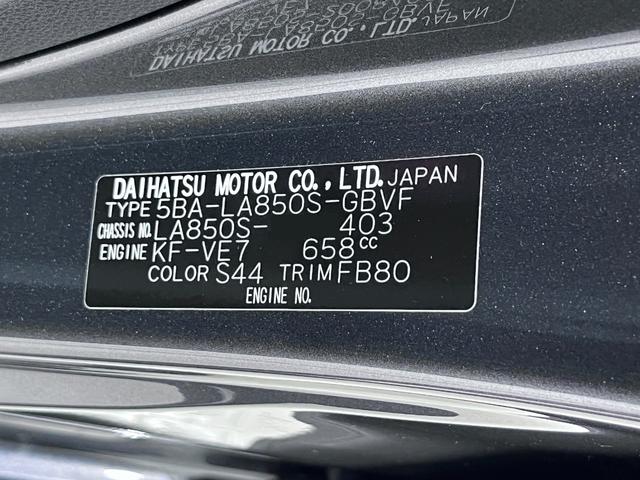 DAIHATSU MOTOR CO., LTD. JAPAN
TYPE 5BA-LA850S-GBVF
CHASSIS NO. LA850S- 403
ENGINE KF-VE7 658cc
COLOR S44 TRIM FB80
ENGINE NO.